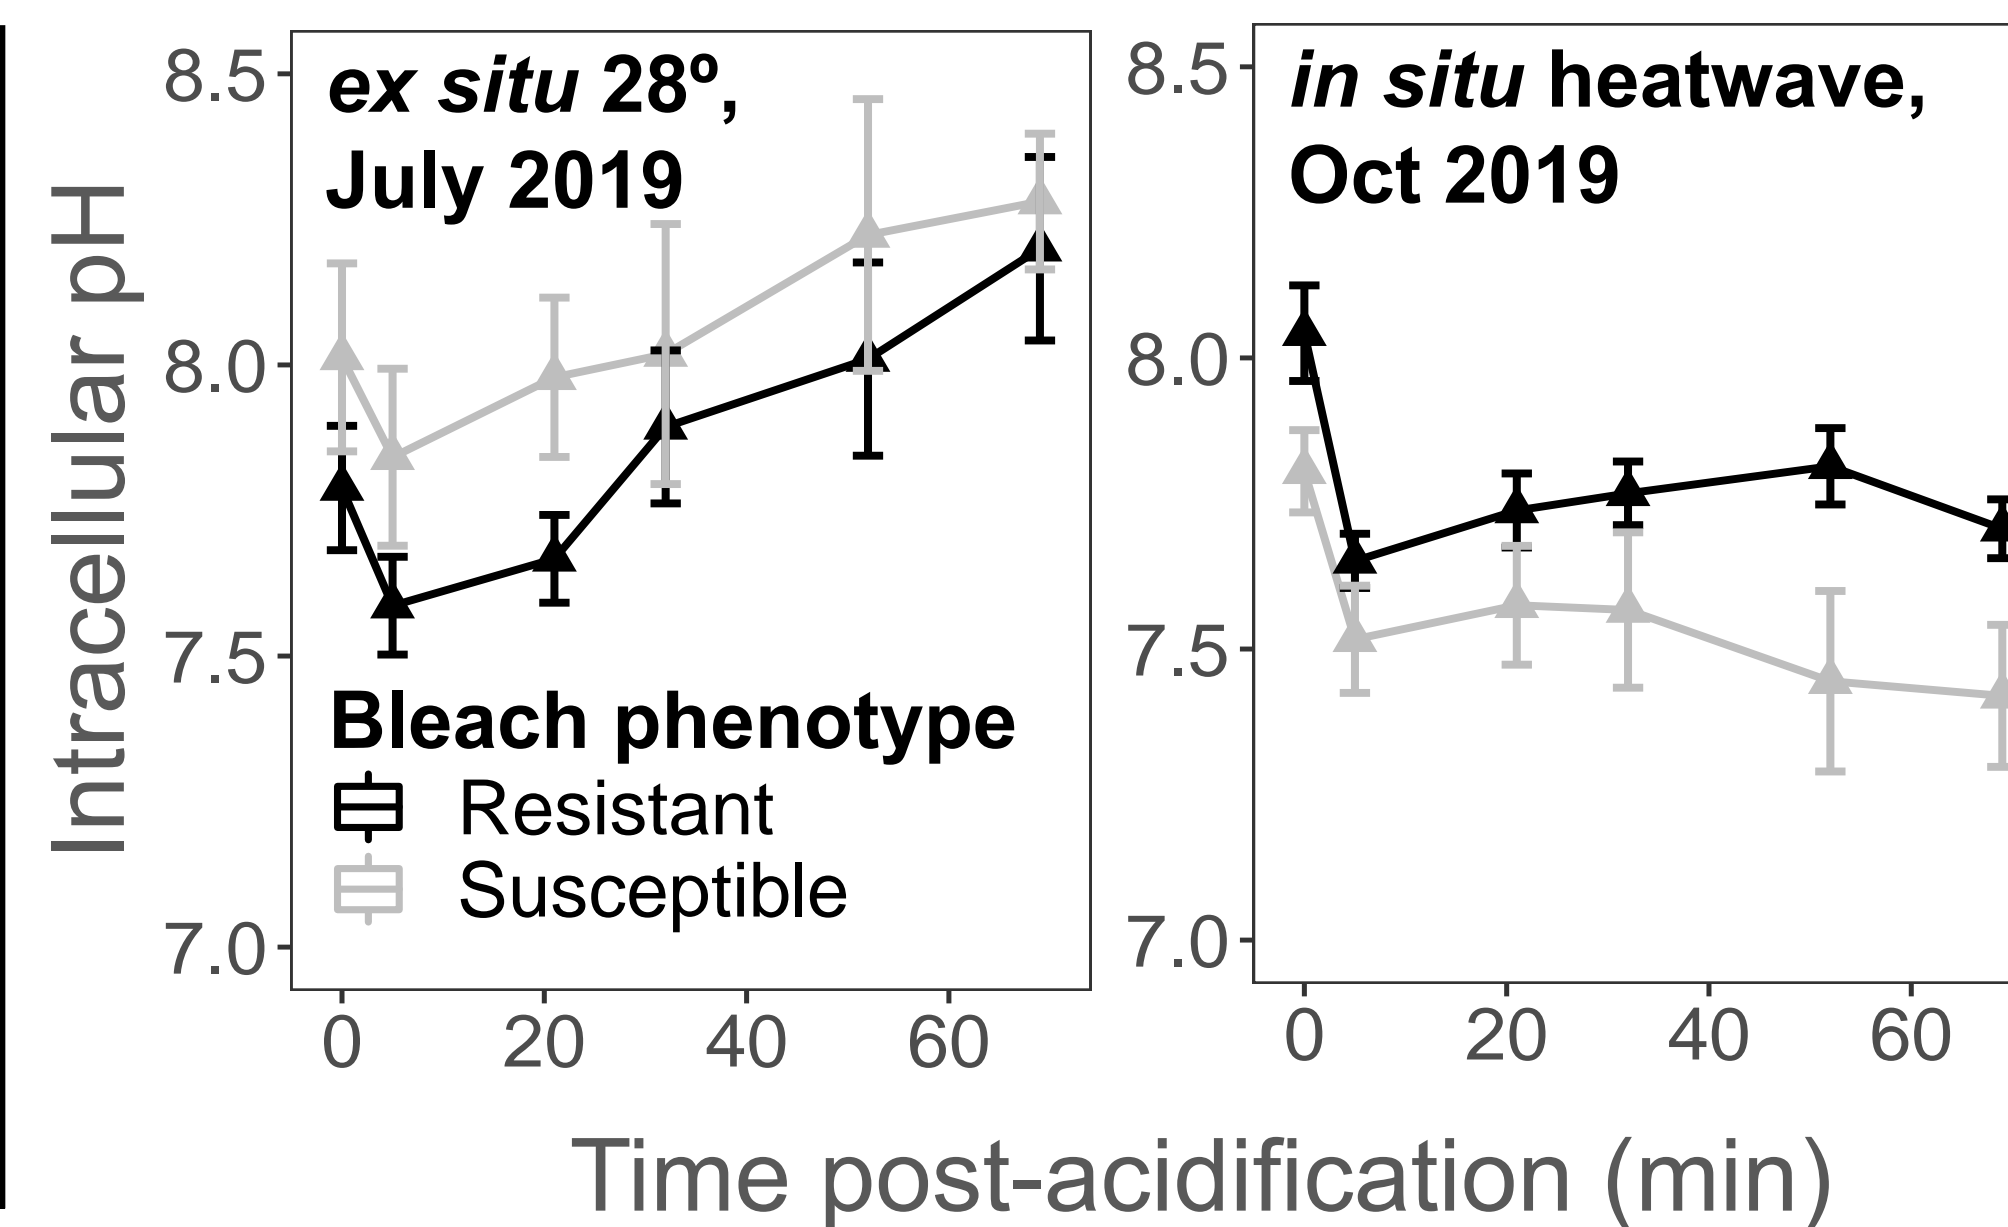 Intracellular pH
8.5
8.0
7.5
7.0
ex situ 28º,
July 2019
Bleach phenotype
Resistant
Susceptible
0 20 40 60
8.5
8.0
7.5
7.0
in situ heatwave,
Oct 2019
0 20 40 60
Time post-acidification (min)